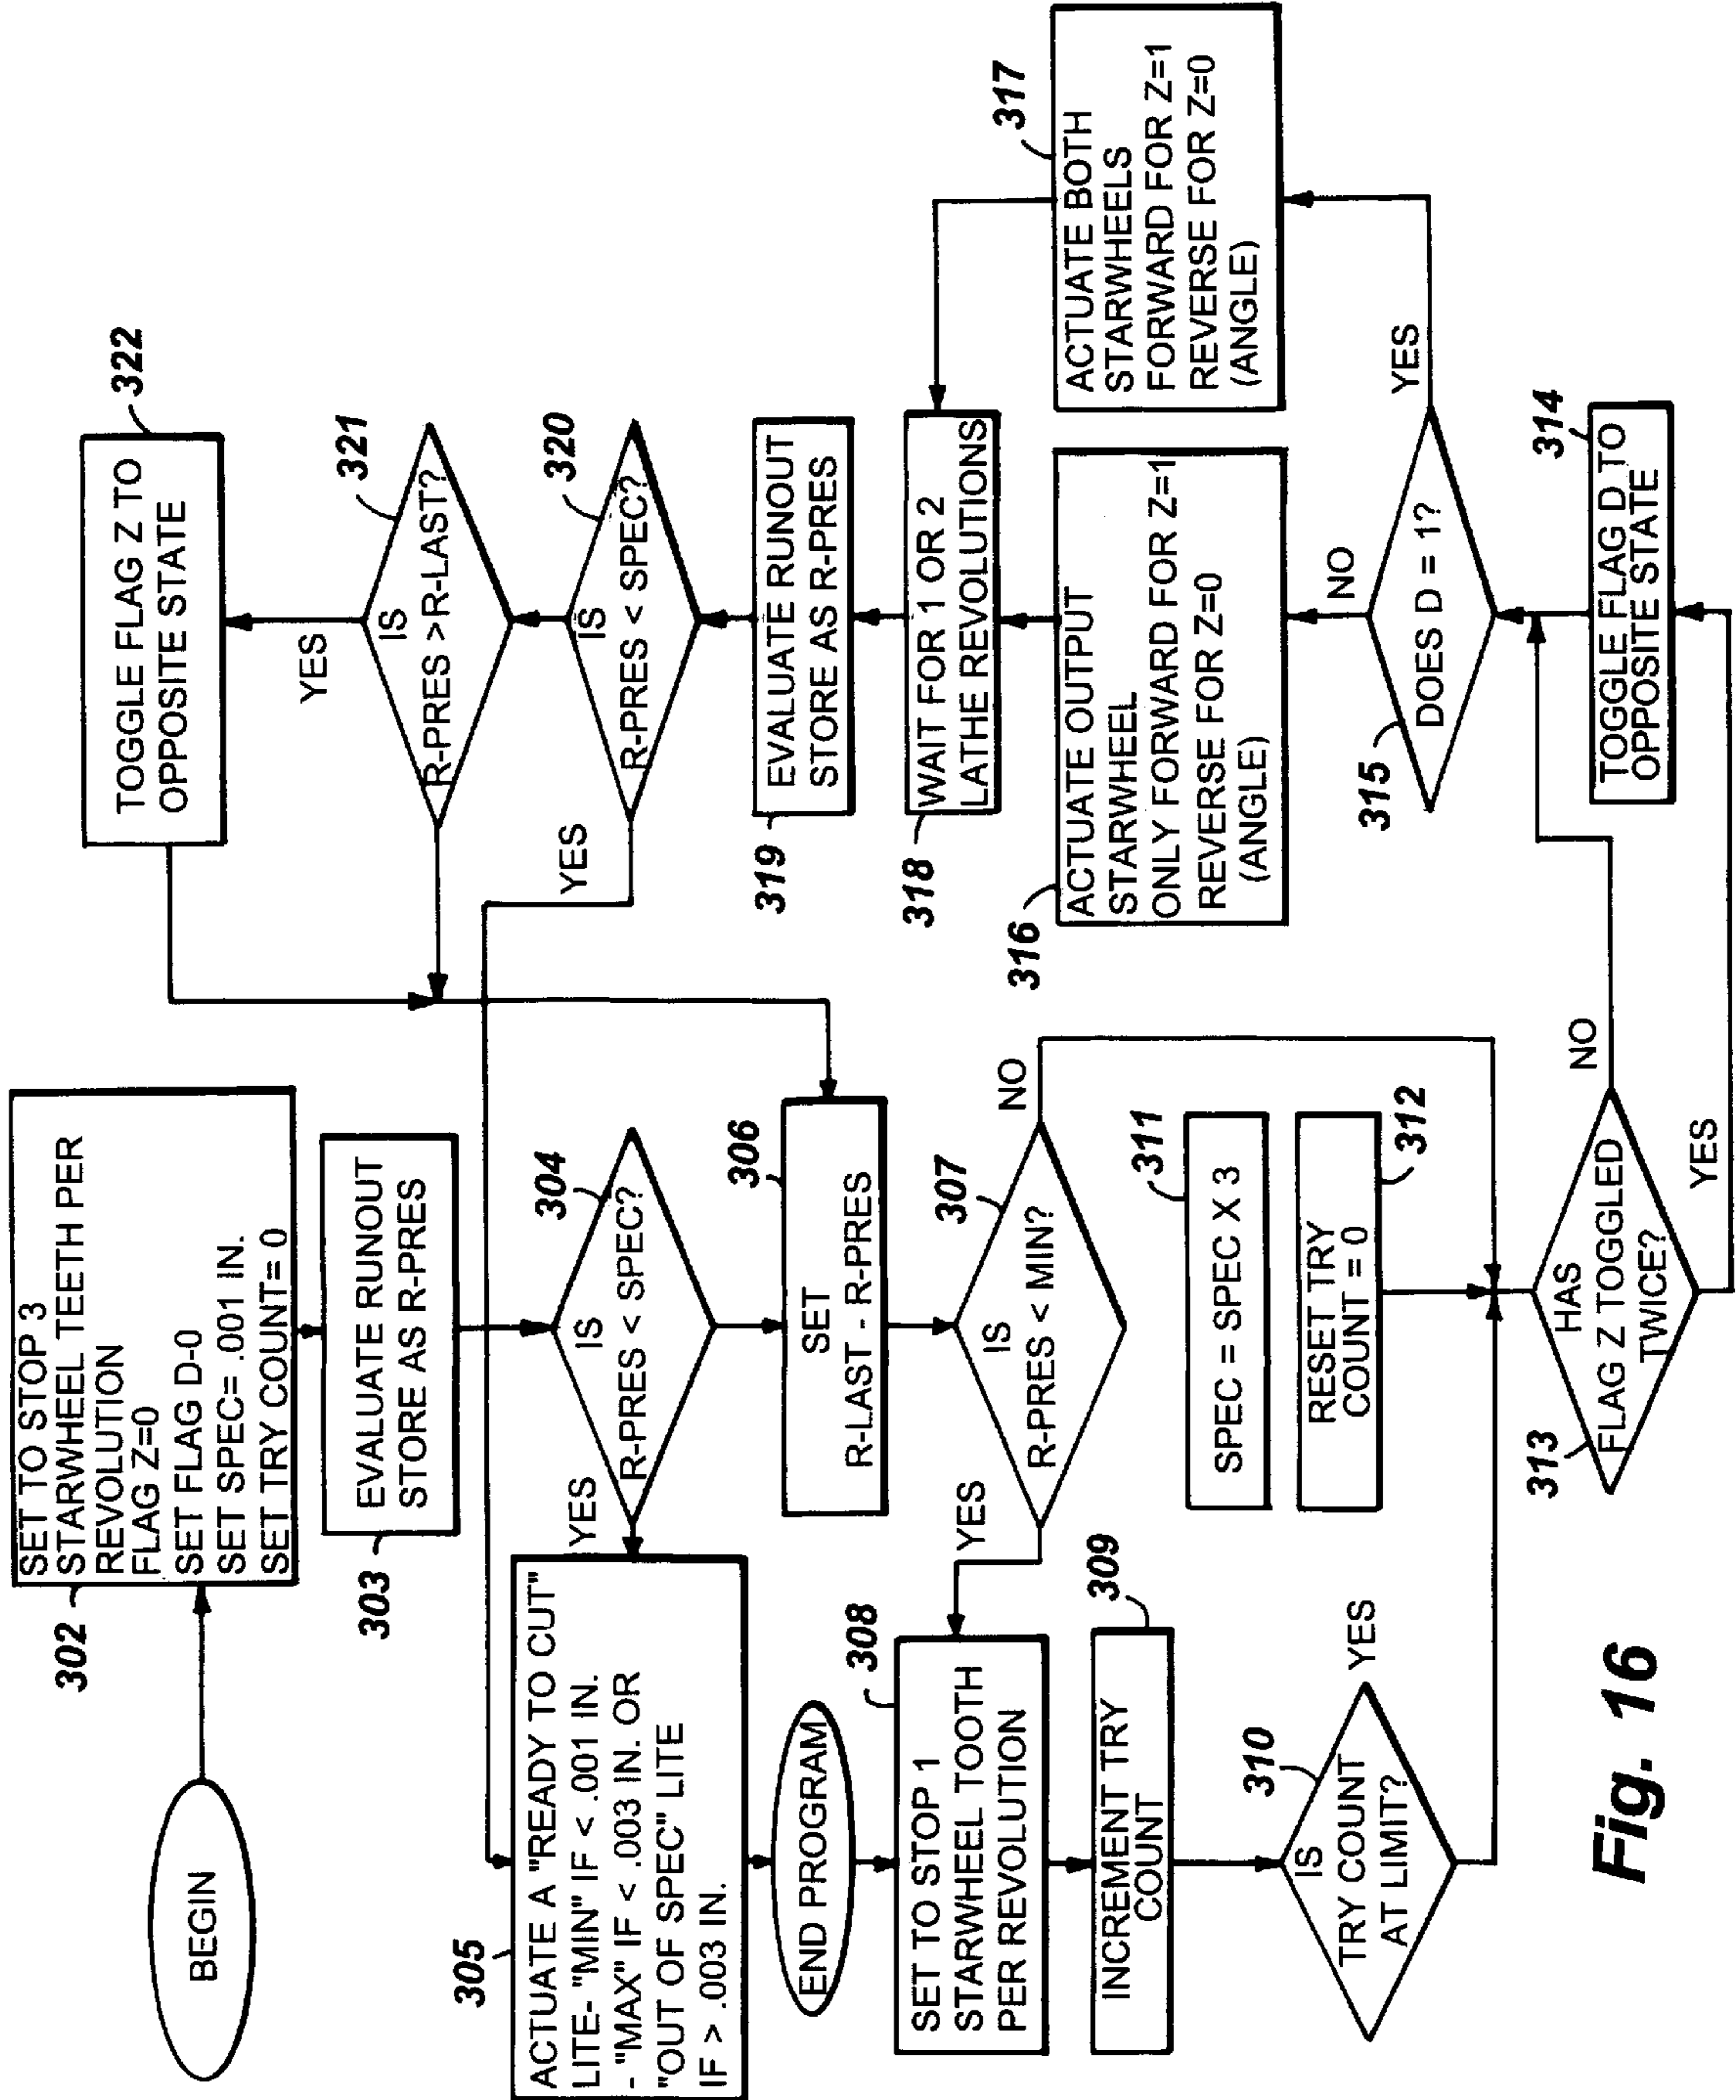 BEGIN
302
SET TO STOP 3
STARWHEEL TEETH PER
REVOLUTION
FLAG Z=0
SET FLAG D-0
SET SPEC= .001 IN.
SET TRY COUNT= 0
303
EVALUATE RUNOUT
STORE AS R-PRES
304
IS
R-PRES < SPEC?
YES
305
ACTUATE A "READY TO CUT"
LITE- "MIN" IF < .001 IN.
- "MAX" IF < .003 IN. OR
"OUT OF SPEC" LITE
IF > .003 IN.
END PROGRAM
306
SET
R-LAST - R-PRES
307
IS
R-PRES < MIN?
YES
NO
308
SET TO STOP 1
STARWHEEL TOOTH
PER REVOLUTION
309
INCREMENT TRY
COUNT
310
IS
TRY COUNT
AT LIMIT?
YES
311
SPEC = SPEC X 3
312
RESET TRY
COUNT = 0
313
HAS
FLAG Z TOGGLED
TWICE?
NO
YES
314
TOGGLE FLAG D TO
OPPOSITE STATE
315
DOES D = 1?
NO
YES
316
ACTUATE OUTPUT
STARWHEEL
ONLY FORWARD FOR Z=1
REVERSE FOR Z=0
(ANGLE)
317
ACTUATE BOTH
STARWHEELS
FORWARD FOR Z=1
REVERSE FOR Z=0
(ANGLE)
318
WAIT FOR 1 OR 2
LATHE REVOLUTIONS
319
EVALUATE RUNOUT
STORE AS R-PRES
320
IS
R-PRES < SPEC?
YES
321
IS
R-PRES >R-LAST?
YES
322
TOGGLE FLAG Z TO
OPPOSITE STATE
Fig. 16